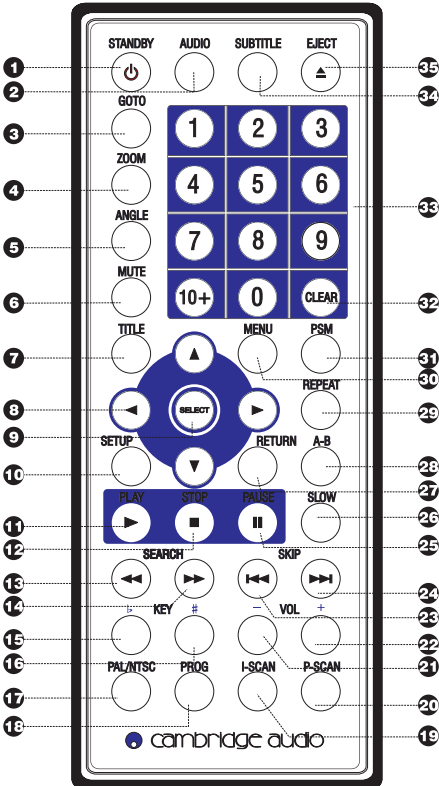 STANDBY AUDIO SUBTITLE EJECT
1 35
2 34
GOTO
3
1 2 3
ZOOM
4
4 5 6
33
ANGLE
5
7 8 9
MUTE
6
10+ 0 CLEAR
32
TITLE MENU PSM
7 31
30
REPEAT
8 SELECT 29
9
SETUP RETURN A-B
10 28
27
PLAY STOP PAUSE SLOW
11 26
12 25
SEARCH SKIP
13 24
14 23
♭ KEY ♯ − VOL +
15 22
16 21
PAL/NTSC PROG I-SCAN P-SCAN
17 20
18 19
cambridge audio